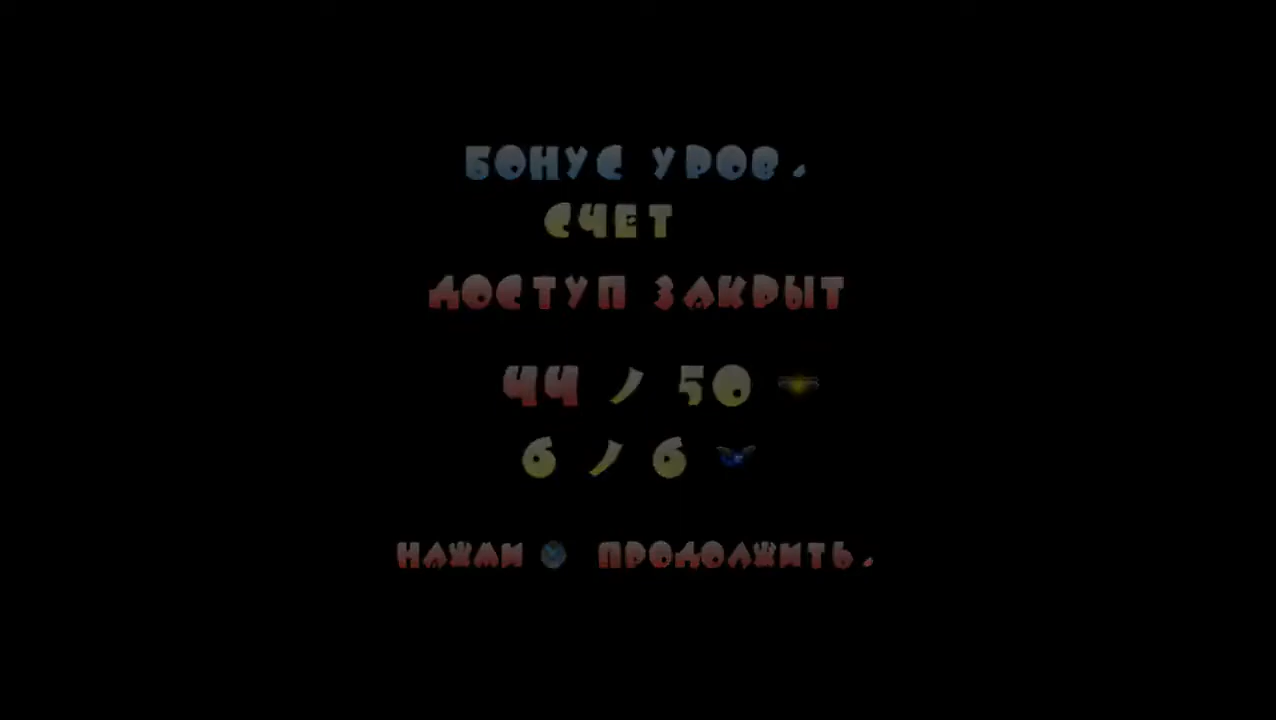 БОНУС УРОВ.
СЧЕТ
ДОСТУП ЗАКРЫТ
44 / 50
6 / 6
НАЖМИ ПРОДОЛЖИТЬ.